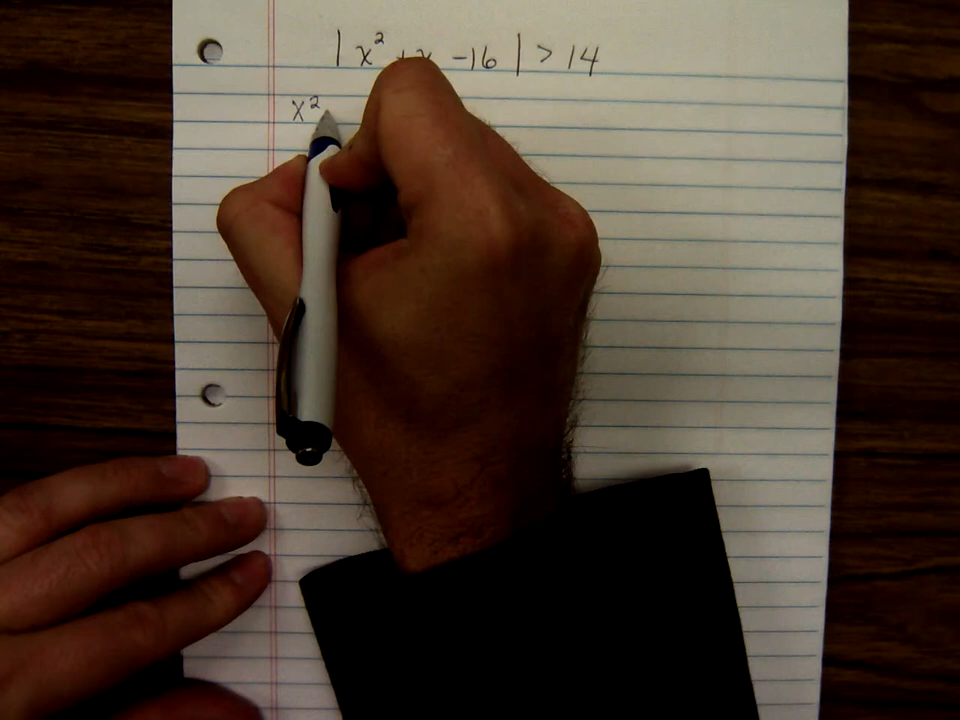 | x² + x - 16 | > 14
x²